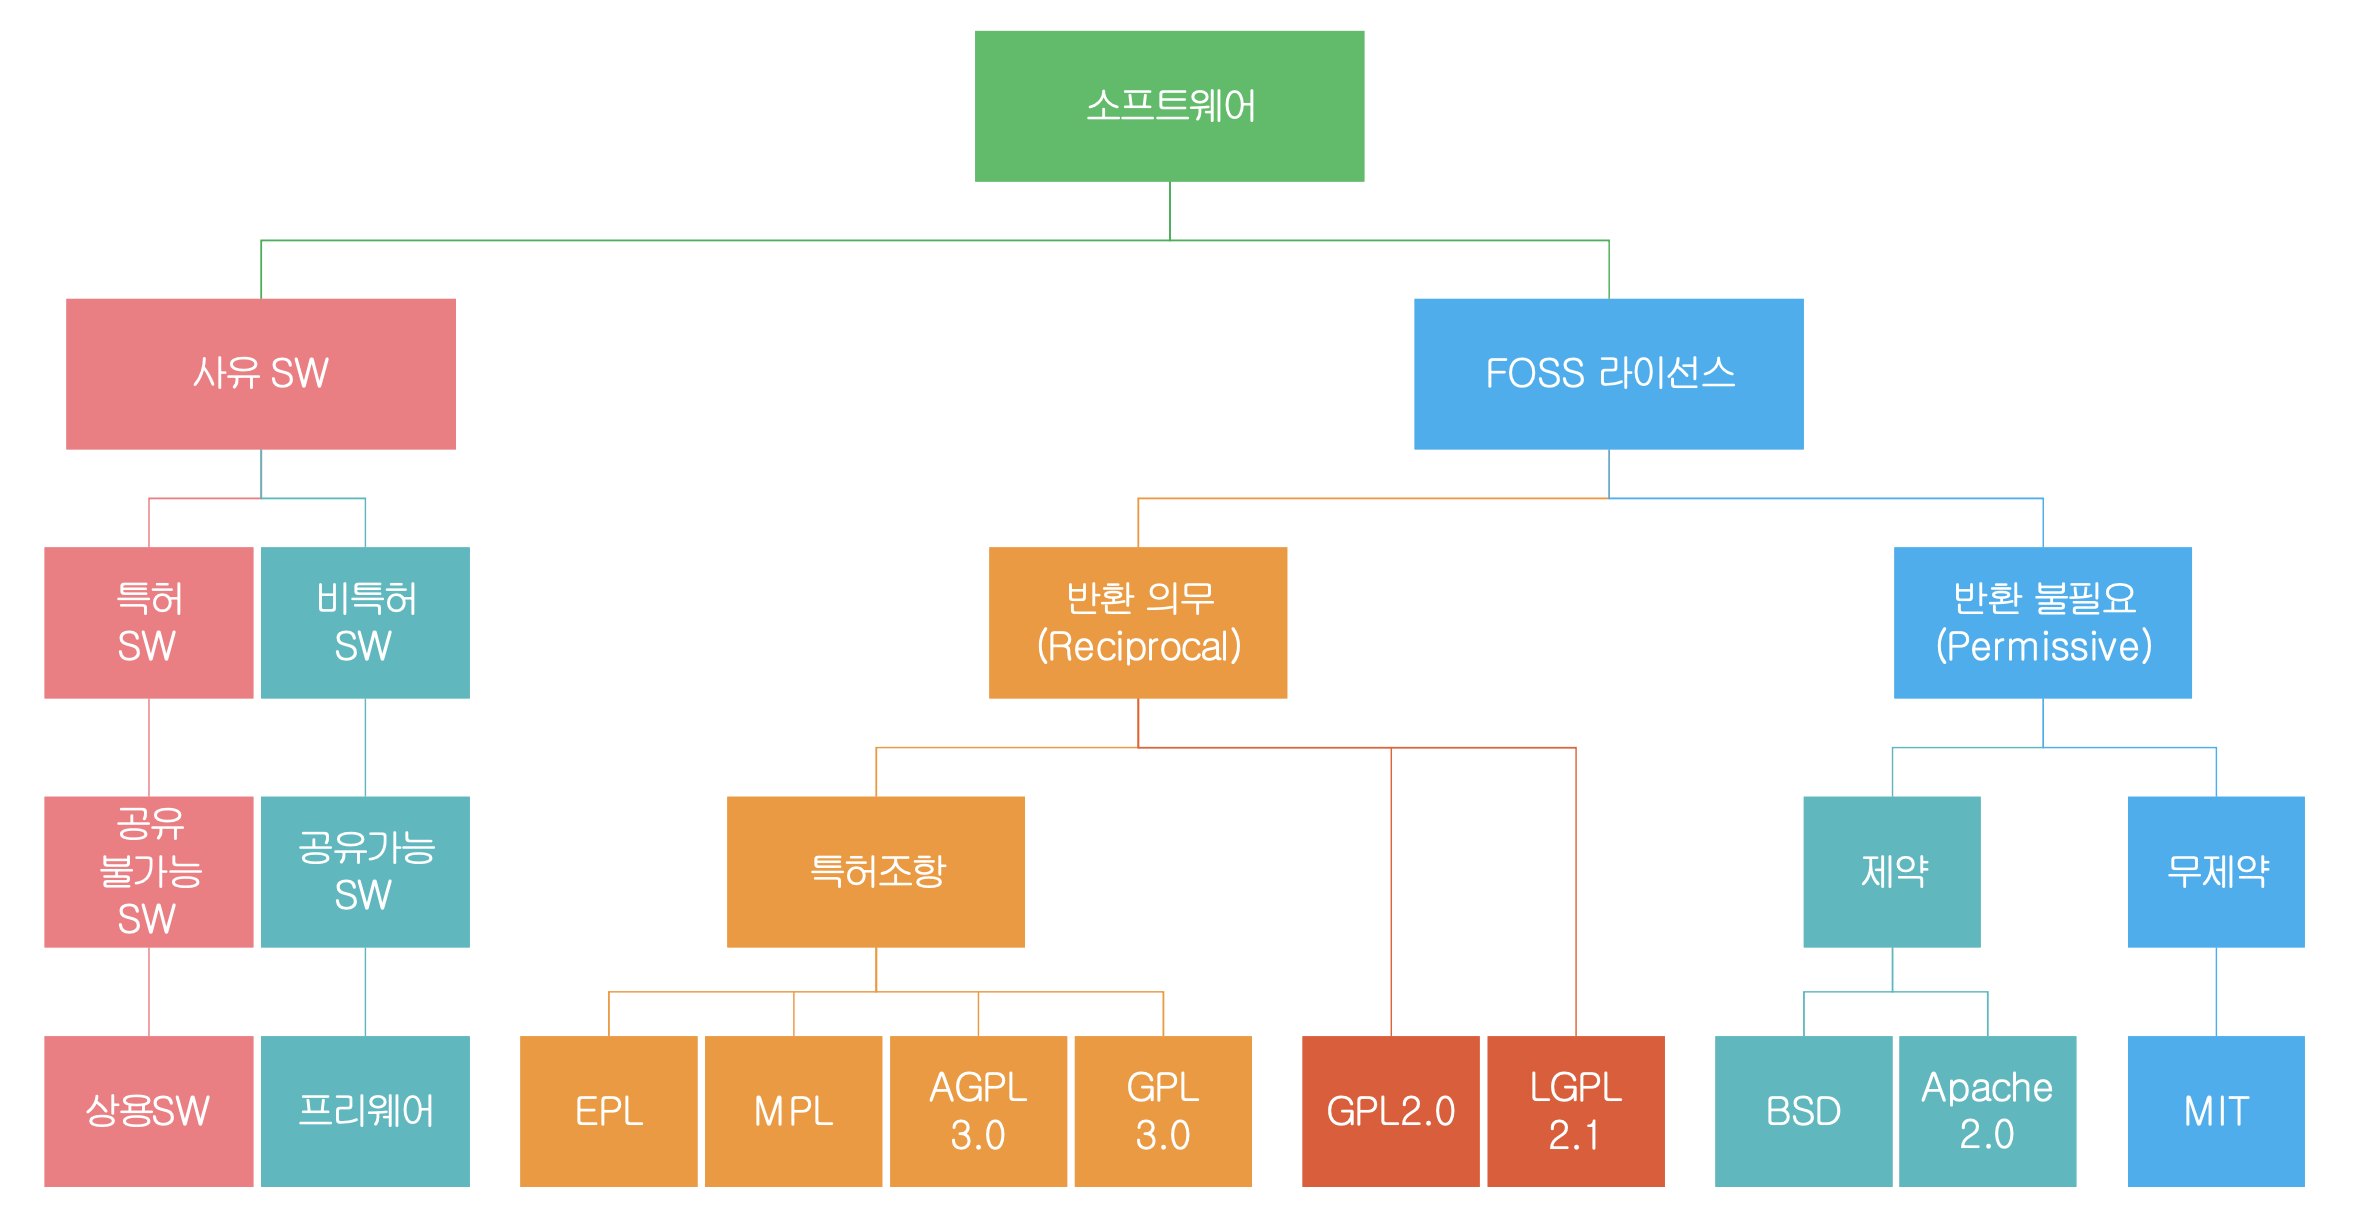 소프트웨어
사유 SW
FOSS 라이선스
특허
SW
비특허
SW
반환 의무
(Reciprocal)
반환 불필요
(Permissive)
공유
불가능
SW
공유가능
SW
특허조항
제약
무제약
상용SW
프리웨어
EPL
MPL
AGPL
3.0
GPL
3.0
GPL2.0
LGPL
2.1
BSD
Apache
2.0
MIT